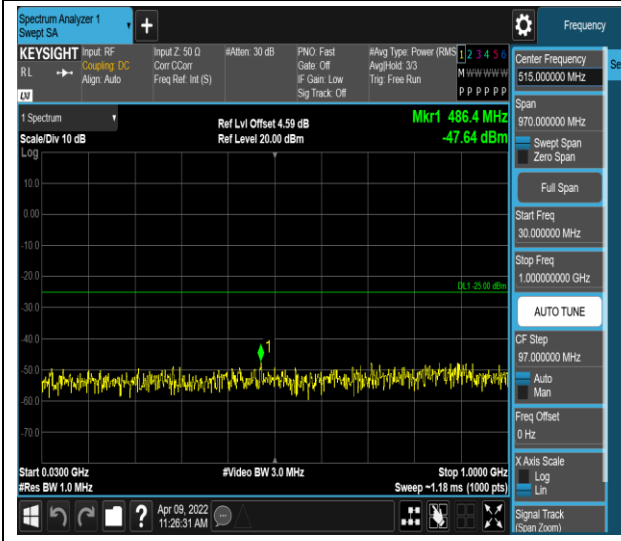 Spectrum Analyzer 1
Swept SA
Frequency
KEYSIGHT
RL
LXI
Input: RF
Coupling: DC
Align: Auto
Input Z: 50 Ω
Corr CCorr
Freq Ref: Int (S)
#Atten: 30 dB
PNO: Fast
Gate: Off
IF Gain: Low
Sig Track: Off
#Avg Type: Power (RMS
Avg|Hold: 3/3
Trig: Free Run
1 2 3 4 5 6
M W W W W W
P P P P P P
1 Spectrum
Scale/Div 10 dB
Ref Lvl Offset 4.59 dB
Ref Level 20.00 dBm
Mkr1 486.4 MHz
-47.64 dBm
Log
10.0
0.00
-10.0
-20.0
-30.0
-40.0
-50.0
-60.0
-70.0
DL1 -25.00 dBm
1
Start 0.0300 GHz
#Res BW 1.0 MHz
#Video BW 3.0 MHz
Stop 1.0000 GHz
Sweep ~1.18 ms (1000 pts)
Apr 09, 2022
11:26:31 AM
Center Frequency
515.000000 MHz
Se
Span
970.000000 MHz
Swept Span
Zero Span
Full Span
Start Freq
30.000000 MHz
Stop Freq
1.000000000 GHz
AUTO TUNE
CF Step
97.000000 MHz
Auto
Man
Freq Offset
0 Hz
X Axis Scale
Log
Lin
Signal Track
(Span Zoom)